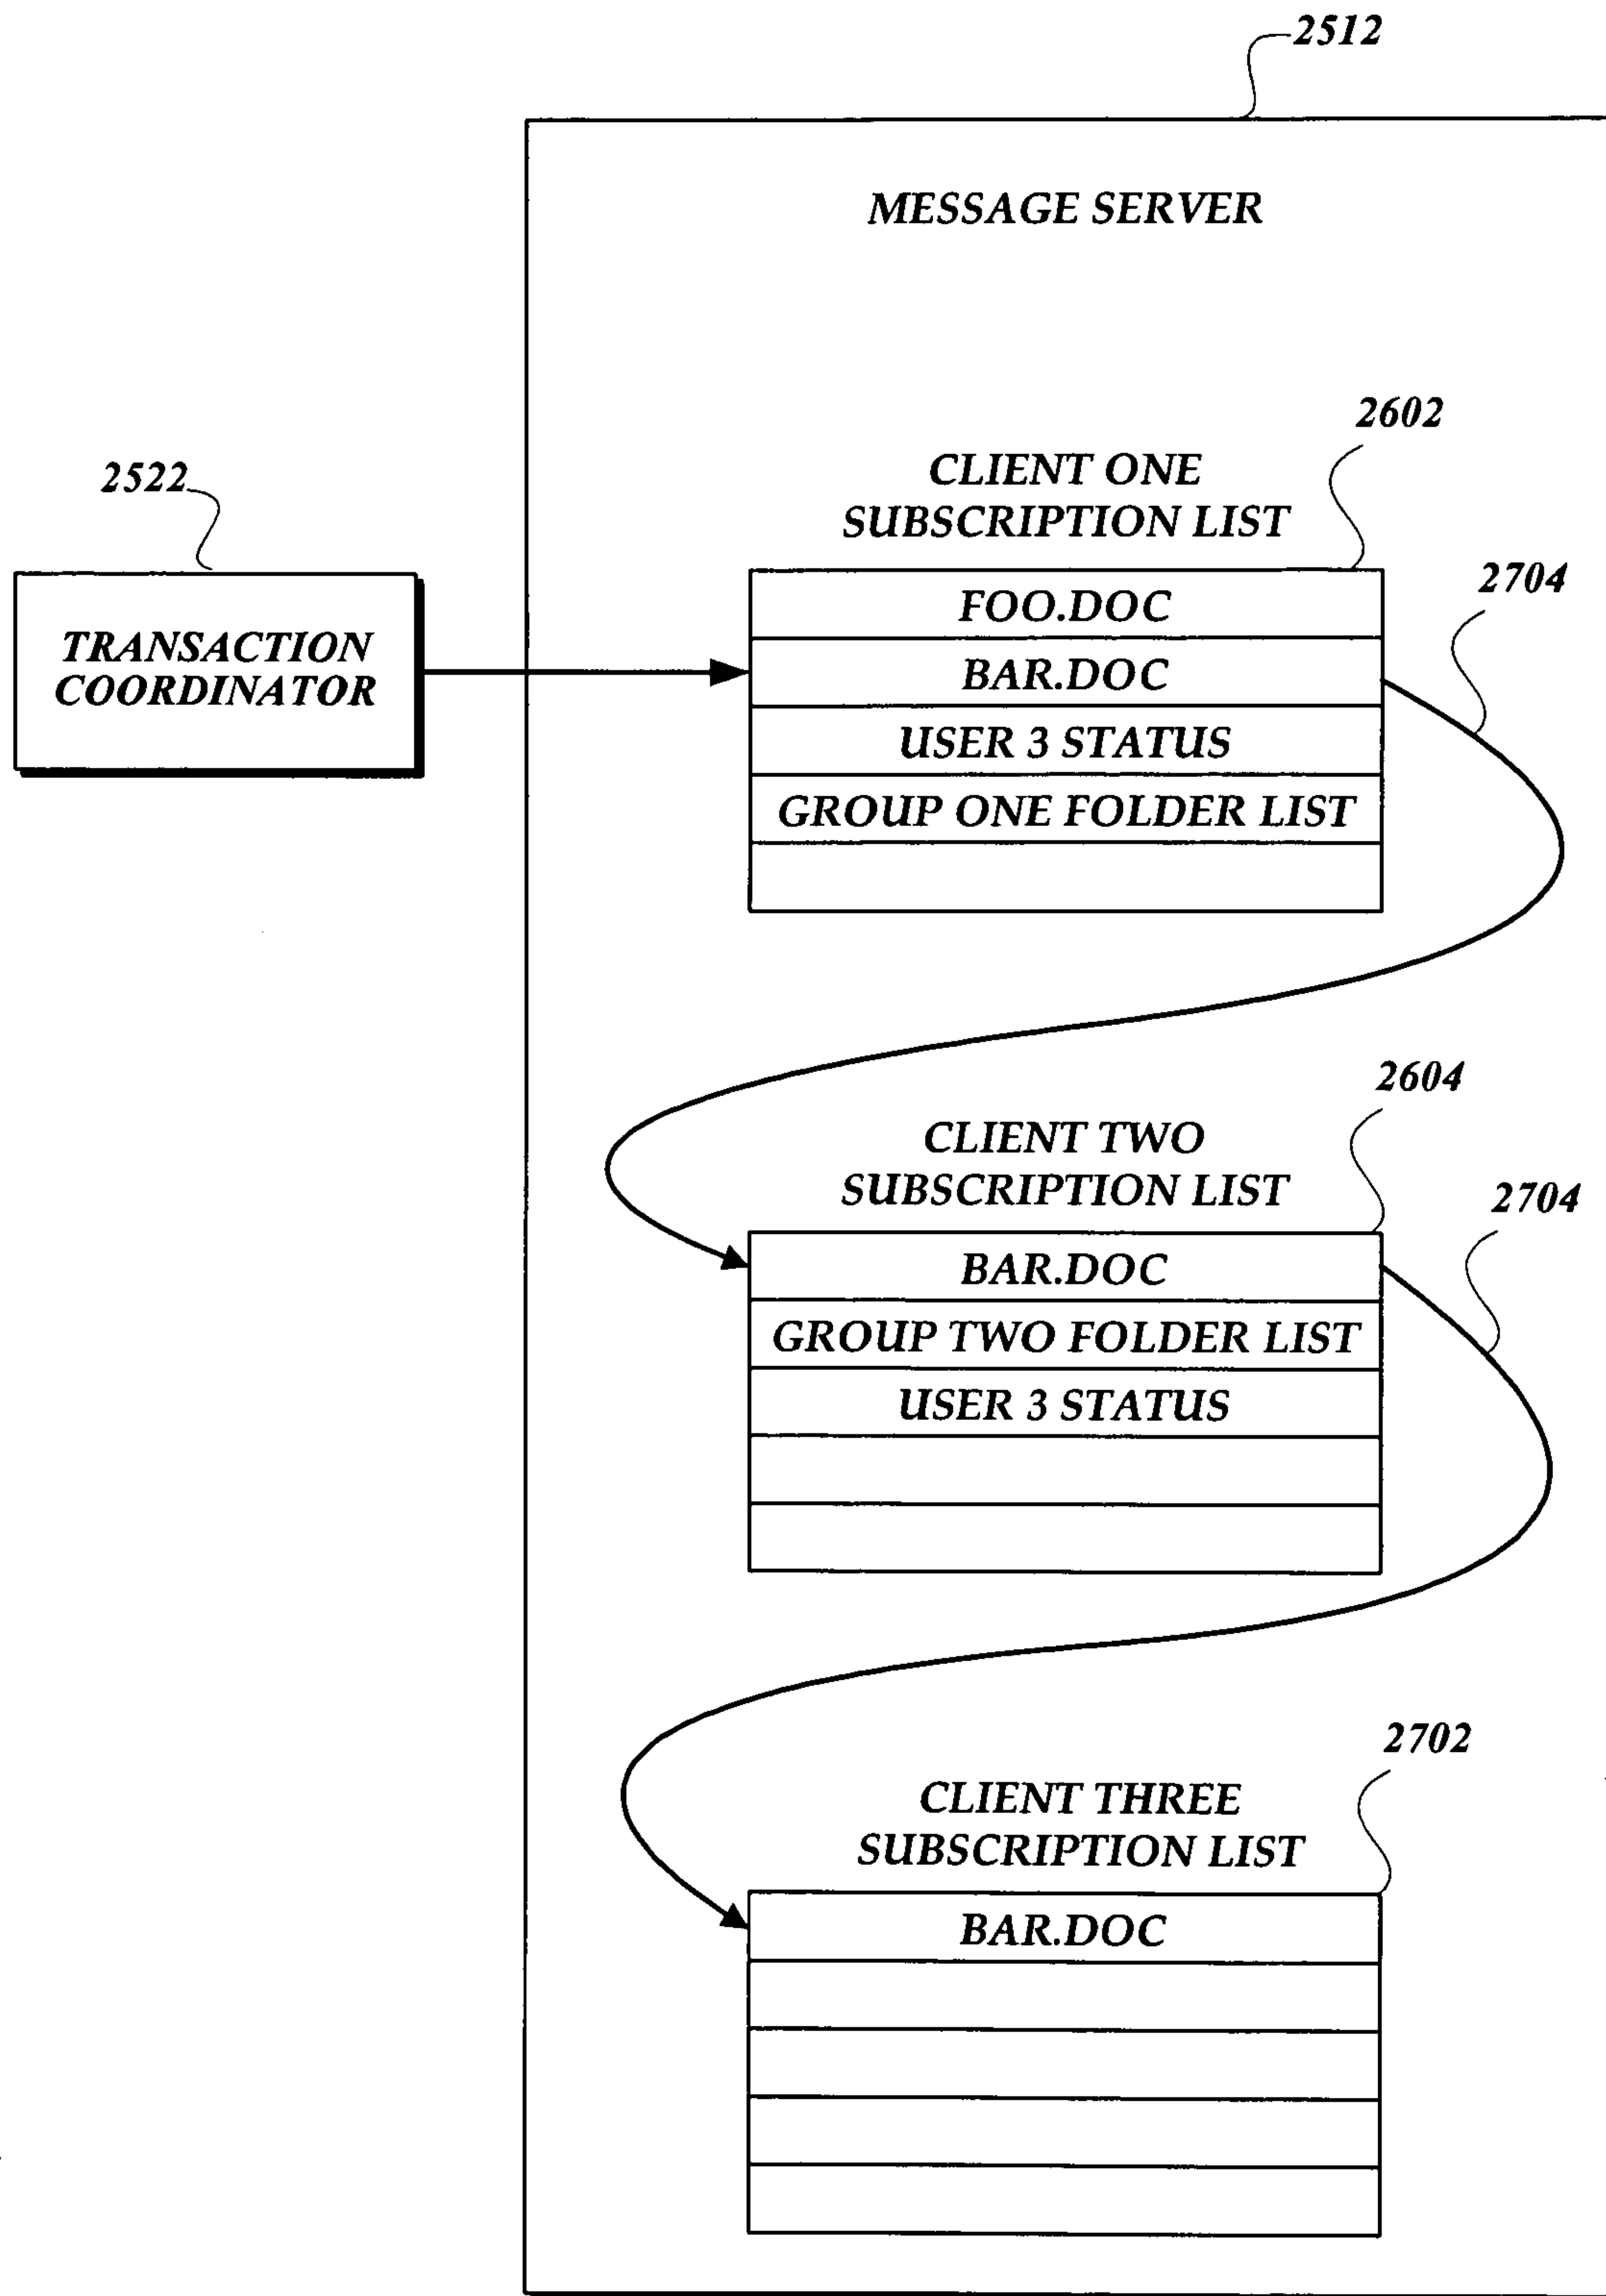 2512
MESSAGE SERVER
2602
CLIENT ONE
SUBSCRIPTION LIST
2522
2704
TRANSACTION
COORDINATOR
FOO.DOC
BAR.DOC
USER 3 STATUS
GROUP ONE FOLDER LIST
2604
CLIENT TWO
SUBSCRIPTION LIST
2704
BAR.DOC
GROUP TWO FOLDER LIST
USER 3 STATUS
2702
CLIENT THREE
SUBSCRIPTION LIST
BAR.DOC